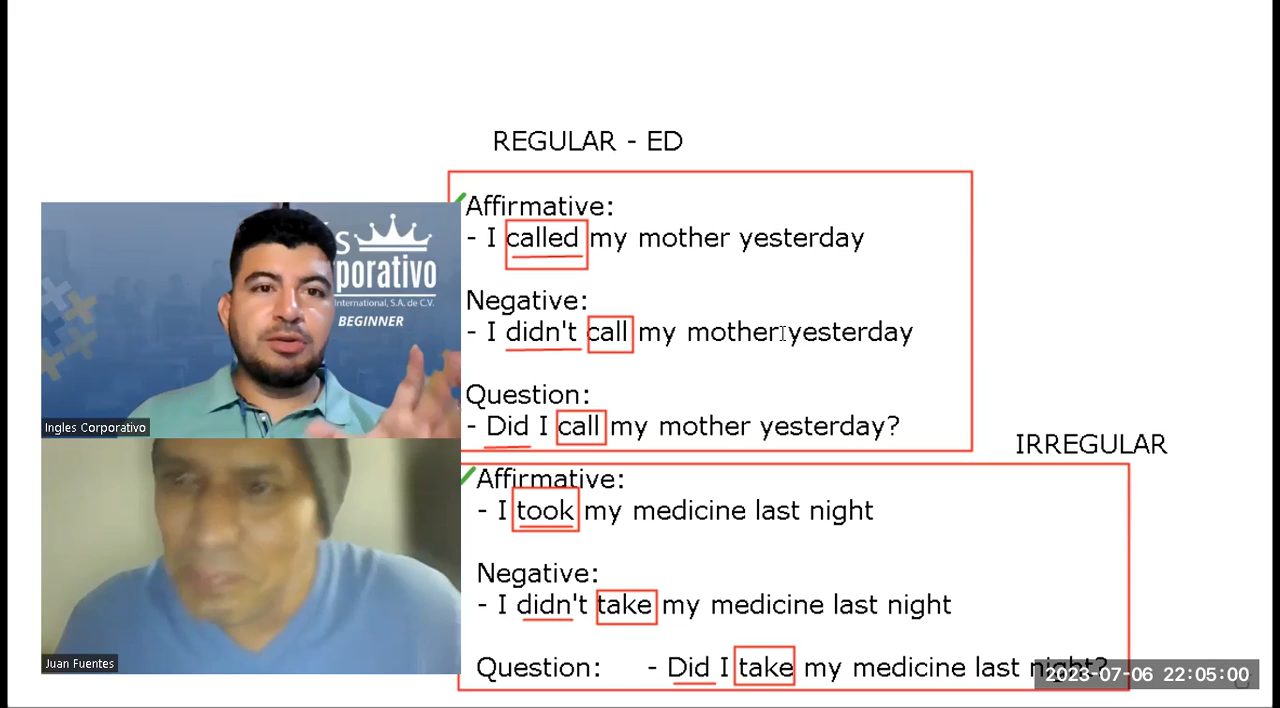 REGULAR - ED
Affirmative:
- I called my mother yesterday
Negative:
- I didn't call my mother yesterday
Question:
- Did I call my mother yesterday?
IRREGULAR
Affirmative:
- I took my medicine last night
Negative:
- I didn't take my medicine last night
Question: - Did I take my medicine last night?
s
porativo
International, S.A. de C.V.
BEGINNER
Ingles Corporativo
Juan Fuentes
2023-07-06 22:05:00